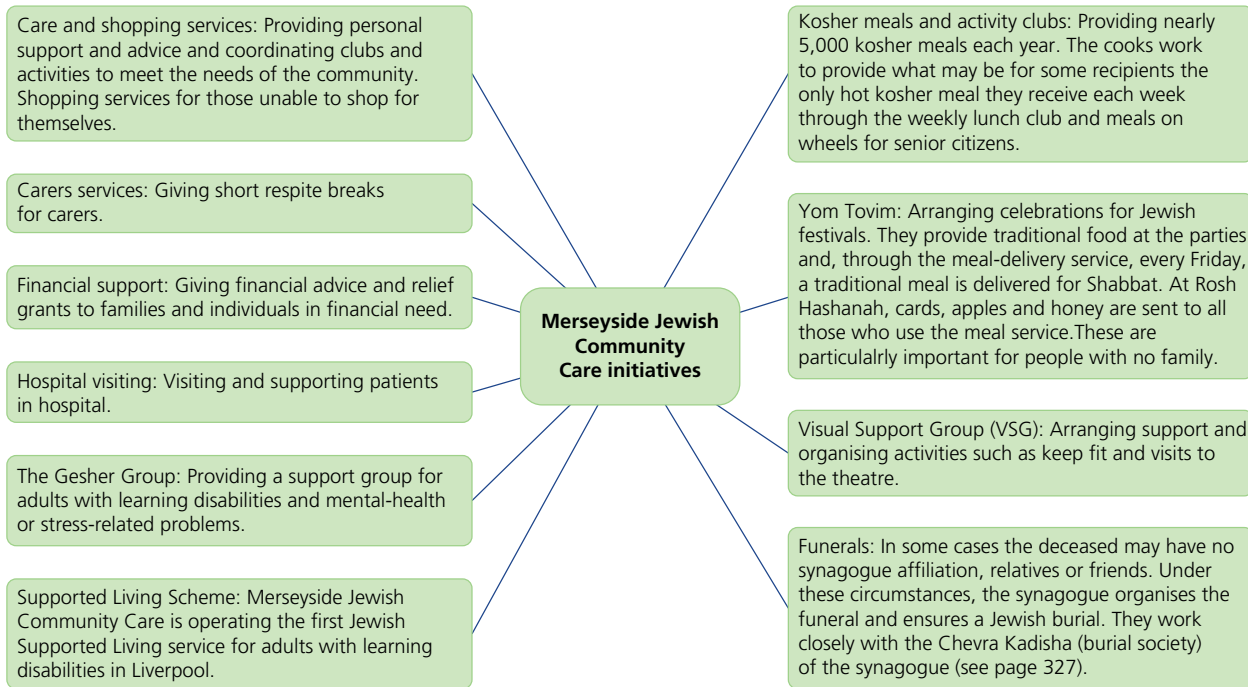 Care and shopping services: Providing personal
support and advice and coordinating clubs and
activities to meet the needs of the community.
Shopping services for those unable to shop for
themselves.
Carers services: Giving short respite breaks
for carers.
Financial support: Giving financial advice and relief
grants to families and individuals in financial need.
Hospital visiting: Visiting and supporting patients
in hospital.
The Gesher Group: Providing a support group for
adults with learning disabilities and mental-health
or stress-related problems.
Supported Living Scheme: Merseyside Jewish
Community Care is operating the first Jewish
Supported Living service for adults with learning
disabilities in Liverpool.
Merseyside Jewish
Community
Care initiatives
Kosher meals and activity clubs: Providing nearly
5,000 kosher meals each year. The cooks work
to provide what may be for some recipients the
only hot kosher meal they receive each week
through the weekly lunch club and meals on
wheels for senior citizens.
Yom Tovim: Arranging celebrations for Jewish
festivals. They provide traditional food at the parties
and, through the meal-delivery service, every Friday,
a traditional meal is delivered for Shabbat. At Rosh
Hashanah, cards, apples and honey are sent to all
those who use the meal service.These are
particulalrly important for people with no family.
Visual Support Group (VSG): Arranging support and
organising activities such as keep fit and visits to
the theatre.
Funerals: In some cases the deceased may have no
synagogue affiliation, relatives or friends. Under
these circumstances, the synagogue organises the
funeral and ensures a Jewish burial. They work
closely with the Chevra Kadisha (burial society)
of the synagogue (see page 327).